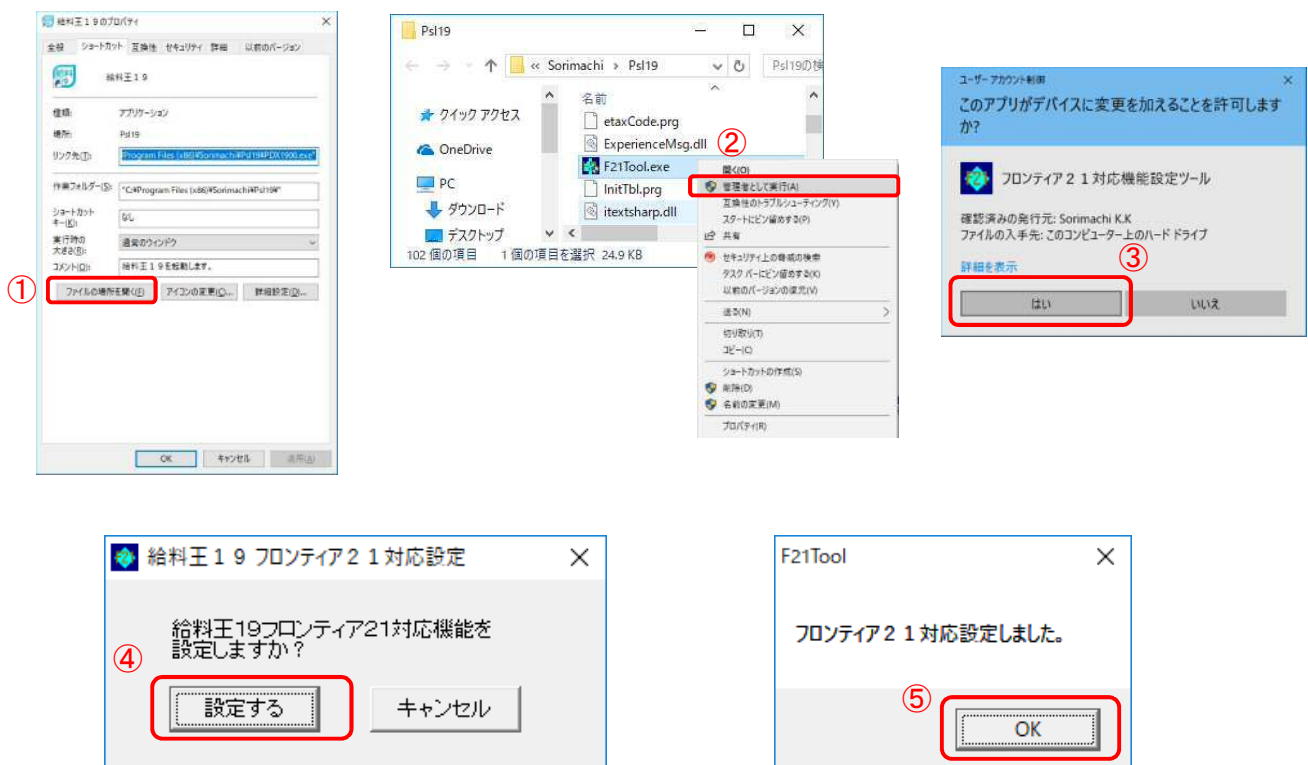 給料王１９のプロパティ
全般 ショートカット 互換性 セキュリティ 詳細 以前のバージョン
給料王１９
種類: アプリケーション
場所: Psl19
リンク先(T): Program Files (x86)¥Sorimachi¥Psl19¥PDX1900.exe"
作業フォルダー(S): "C:¥Program Files (x86)¥Sorimachi¥Psl19¥"
ショートカット
キー(K): なし
実行時の
大きさ(R): 通常のウィンドウ
コメント(O): 給料王１９を起動します。
①
ファイルの場所を開く(F) アイコンの変更(C)... 詳細設定(D)...
OK キャンセル 適用(A)
Psl19
« Sorimachi › Psl19
Psl19の検
名前
クイック アクセス
OneDrive
PC
ダウンロード
デスクトップ
etaxCode.prg
ExperienceMsg.dll
F21Tool.exe
InitTbl.prg
itextsharp.dll
102 個の項目 1 個の項目を選択 24.9 KB
②
開く(O)
管理者として実行(A)
互換性のトラブルシューティング(Y)
スタートにピン留めする(P)
共有
セキュリティ上の脅威の検索
タスク バーにピン留めする(K)
以前のバージョンの復元(V)
送る(N)
切り取り(T)
コピー(C)
ショートカットの作成(S)
削除(D)
名前の変更(M)
プロパティ(R)
ユーザー アカウント制御
このアプリがデバイスに変更を加えることを許可します
か?
フロンティア２１対応機能設定ツール
確認済みの発行元: Sorimachi K.K
ファイルの入手先: このコンピューター上のハード ドライブ
詳細を表示
③
はい いいえ
給料王１９ フロンティア２１対応設定
給料王19フロンティア21対応機能を
設定しますか？
④
設定する キャンセル
F21Tool
フロンティア２１対応設定しました。
⑤
OK